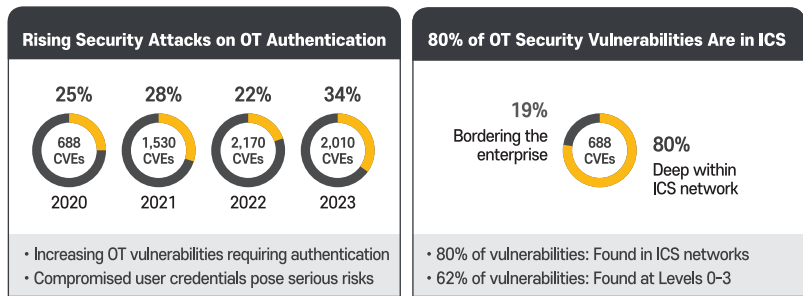 Rising Security Attacks on OT Authentication
25%
28%
22%
34%
688
CVEs
1,530
CVEs
2,170
CVEs
2,010
CVEs
2020
2021
2022
2023
• Increasing OT vulnerabilities requiring authentication
• Compromised user credentials pose serious risks
80% of OT Security Vulnerabilities Are in ICS
19%
Bordering the
enterprise
688
CVEs
80%
Deep within
ICS network
• 80% of vulnerabilities: Found in ICS networks
• 62% of vulnerabilities: Found at Levels 0-3